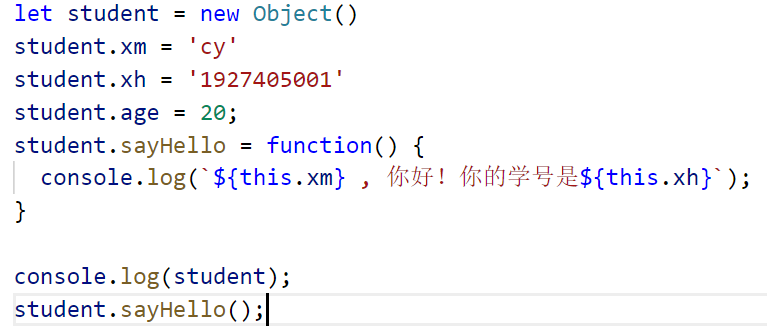 let student = new Object()
student.xm = 'cy'
student.xh = '1927405001'
student.age = 20;
student.sayHello = function() {
  console.log(`${this.xm} , 你好！你的学号是${this.xh}`);
}

console.log(student);
student.sayHello();